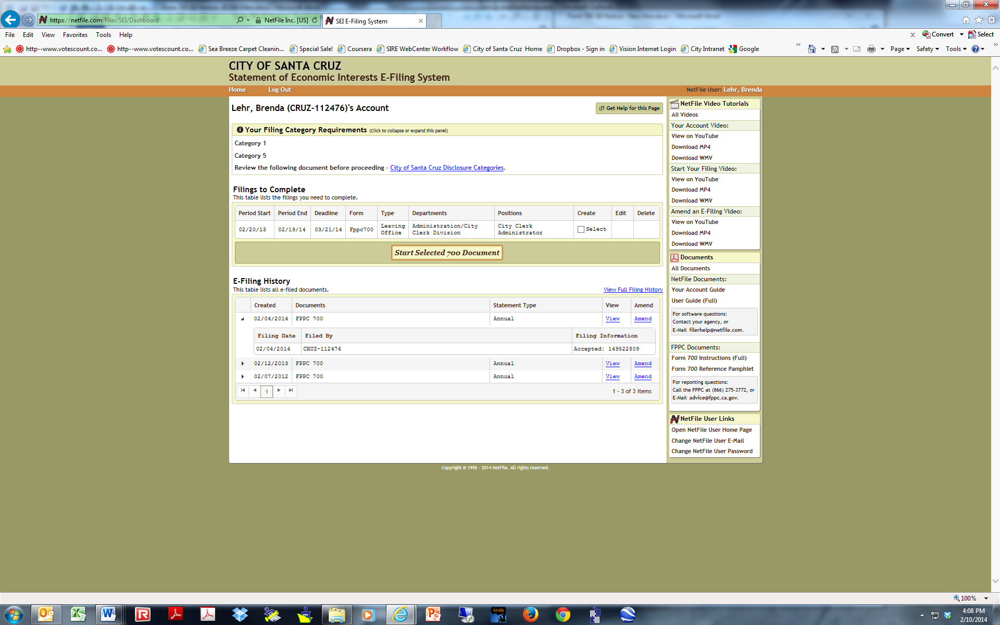 https://netfile.com/Filer/SEI/Dashboard NetFile Inc. [US] SEI E-Filing System
File Edit View Favorites Tools Help
Convert Select
http--www.votescount.co... http--www.votescount.co... Sea Breeze Carpet Cleanin... Special Sale! Coursera SIRE WebCenter Workflow City of Santa Cruz Home Dropbox - Sign in Vision Internet Login City Intranet Google Page Safety Tools
CITY OF SANTA CRUZ
Statement of Economic Interests E-Filing System
Home Log Out NetFile User: Lehr, Brenda
Lehr, Brenda (CRUZ-112476)'s Account
Get Help for this Page
Your Filing Category Requirements (Click to collapse or expand this panel)
Category 1
Category 5
Review the following document before proceeding - City of Santa Cruz Disclosure Categories.
Filings to Complete
This table lists the filings you need to complete.
Period Start Period End Deadline Form Type Departments Positions Create Edit Delete
02/20/13 02/19/14 03/21/14 Fppc700 Leaving Office Administration/City Clerk Division City Clerk Administrator Select
Start Selected 700 Document
E-Filing History
This table lists all e-filed documents.
View Full Filing History
Created Documents Statement Type View Amend
02/04/2014 FPPC 700 Annual View Amend
Filing Date Filed By Filing Information
02/04/2014 CRUZ-112476 Accepted: 149522809
02/12/2013 FPPC 700 Annual View Amend
02/07/2012 FPPC 700 Annual View Amend
1
1 - 3 of 3 items
NetFile Video Tutorials
All Videos
Your Account Video:
View on YouTube
Download MP4
Download WMV
Start Your Filing Video:
View on YouTube
Download MP4
Download WMV
Amend an E-Filing Video:
View on YouTube
Download MP4
Download WMV
Documents
All Documents
NetFile Documents:
Your Account Guide
User Guide (Full)
For software questions:
Contact your agency, or
E-Mail filerhelp@netfile.com.
FPPC Documents:
Form 700 Instructions (Full)
Form 700 Reference Pamphlet
For reporting questions:
Call the FPPC at (866) 275-3772, or
E-Mail advice@fppc.ca.gov.
NetFile User Links
Open NetFile User Home Page
Change NetFile User E-Mail
Change NetFile User Password
Copyright © 1998 - 2014 NetFile. All rights reserved.
100%
kindle
4:08 PM
2/10/2014